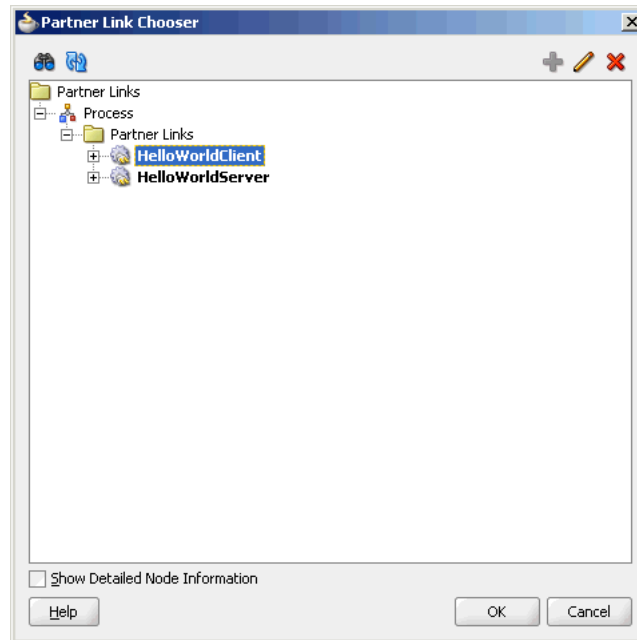 Partner Link Chooser
Partner Links
Process
Partner Links
HelloWorldClient
HelloWorldServer
Show Detailed Node Information
Help OK Cancel